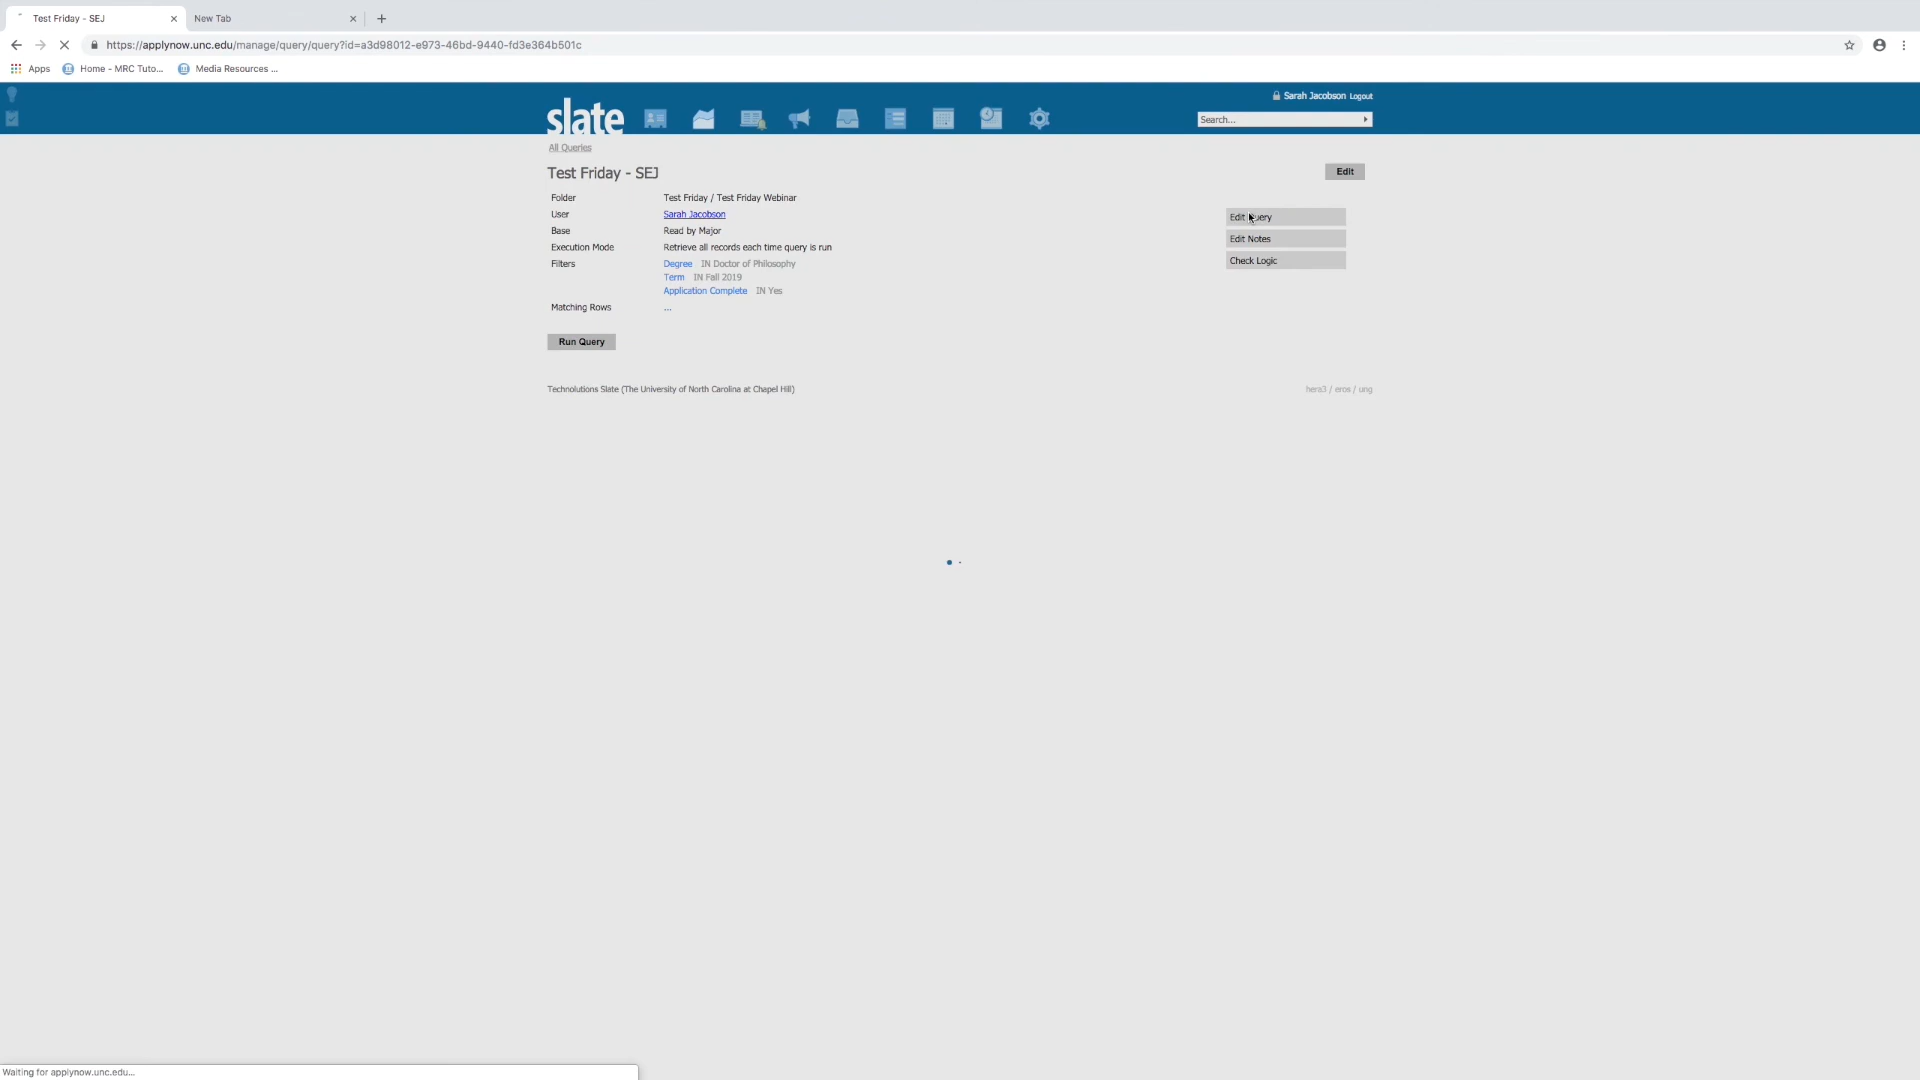 Test Friday - SEJ
New Tab
https://applynow.unc.edu/manage/query/query?id=a3d98012-e973-46bd-9440-fd3e364b501c
Apps Home - MRC Tuto... Media Resources ...
Sarah Jacobson Logout
slate
Search...
All Queries
Test Friday - SEJ
Edit
Folder Test Friday / Test Friday Webinar
User Sarah Jacobson
Edit Query
Base Read by Major
Edit Notes
Execution Mode Retrieve all records each time query is run
Check Logic
Filters Degree IN Doctor of Philosophy
Term IN Fall 2019
Application Complete IN Yes
Matching Rows ...
Run Query
Technolutions Slate (The University of North Carolina at Chapel Hill)
hera3 / eros / ung
Waiting for applynow.unc.edu...